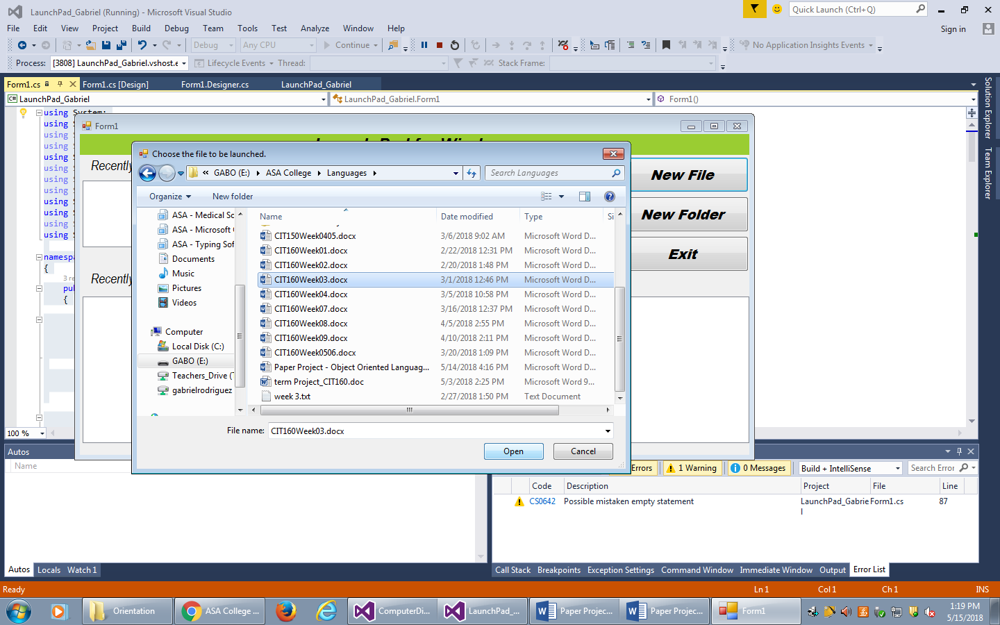 LaunchPad_Gabriel (Running) - Microsoft Visual Studio
Quick Launch (Ctrl+Q)
File Edit View Project Build Debug Team Tools Test Analyze Window Help
Sign in
Debug Any CPU Continue No Application Insights Events
Process: [3808] LaunchPad_Gabriel.vshost.e Lifecycle Events Thread: Stack Frame:
Form1.cs Form1.cs [Design] Form1.Designer.cs LaunchPad_Gabriel
C# LaunchPad_Gabriel LaunchPad_Gabriel.Form1 Form1()
Solution Explorer
Team Explorer
using System;
using S
using S
using S
using S
using S
using S
using S
using S
using S
using S
using S
namespa
{
3 re
pu
{
100 %
Form1
Recently
Recently
New File
New Folder
Exit
Choose the file to be launched.
« GABO (E:) ASA College Languages
Search Languages
Organize New folder
ASA - Medical Sc
ASA - Microsoft
ASA - Typing Sof
Documents
Music
Pictures
Videos
Computer
Local Disk (C:)
GABO (E:)
Teachers_Drive (
gabrielrodriguez
Name Date modified Type Si
CIT150Week0405.docx 3/6/2018 9:02 AM Microsoft Word D...
CIT160Week01.docx 2/22/2018 12:31 PM Microsoft Word D...
CIT160Week02.docx 2/20/2018 1:48 PM Microsoft Word D...
CIT160Week03.docx 3/1/2018 12:46 PM Microsoft Word D...
CIT160Week04.docx 3/5/2018 10:58 PM Microsoft Word D...
CIT160Week07.docx 3/16/2018 12:37 PM Microsoft Word D...
CIT160Week08.docx 4/5/2018 2:55 PM Microsoft Word D...
CIT160Week09.docx 4/10/2018 2:11 PM Microsoft Word D...
CIT160Week0506.docx 3/20/2018 1:09 PM Microsoft Word D...
Paper Project - Object Oriented Languag... 5/14/2018 4:16 PM Microsoft Word D...
term Project_CIT160.doc 5/3/2018 2:25 PM Microsoft Word 9...
week 3.txt 2/27/2018 1:50 PM Text Document
File name: CIT160Week03.docx
Open Cancel
Autos
Name
Errors 1 Warning 0 Messages Build + IntelliSense Search Error
Code Description Project File Line
CS0642 Possible mistaken empty statement LaunchPad_Gabrie Form1.cs 87
l
Autos Locals Watch 1
Call Stack Breakpoints Exception Settings Command Window Immediate Window Output Error List
Ready Ln 1 Col 1 Ch 1 INS
Orientation ASA College ... ComputerDi... LaunchPad_... Paper Projec... Paper Projec... Form1
1:19 PM
5/15/2018